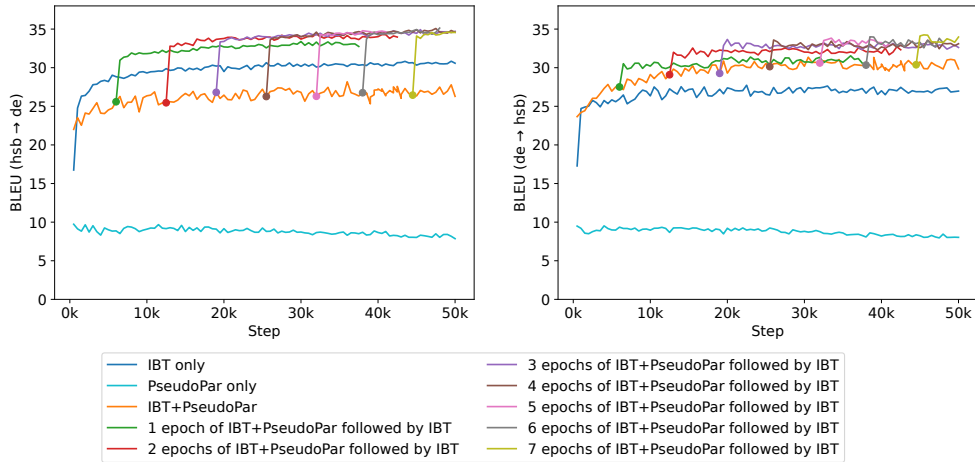 35
30
25
20
15
10
5
0
BLEU (hsb → de)
0k 10k 20k 30k 40k 50k
Step
35
30
25
20
15
10
5
0
BLEU (de → hsb)
0k 10k 20k 30k 40k 50k
Step
IBT only
PseudoPar only
IBT+PseudoPar
1 epoch of IBT+PseudoPar followed by IBT
2 epochs of IBT+PseudoPar followed by IBT
3 epochs of IBT+PseudoPar followed by IBT
4 epochs of IBT+PseudoPar followed by IBT
5 epochs of IBT+PseudoPar followed by IBT
6 epochs of IBT+PseudoPar followed by IBT
7 epochs of IBT+PseudoPar followed by IBT